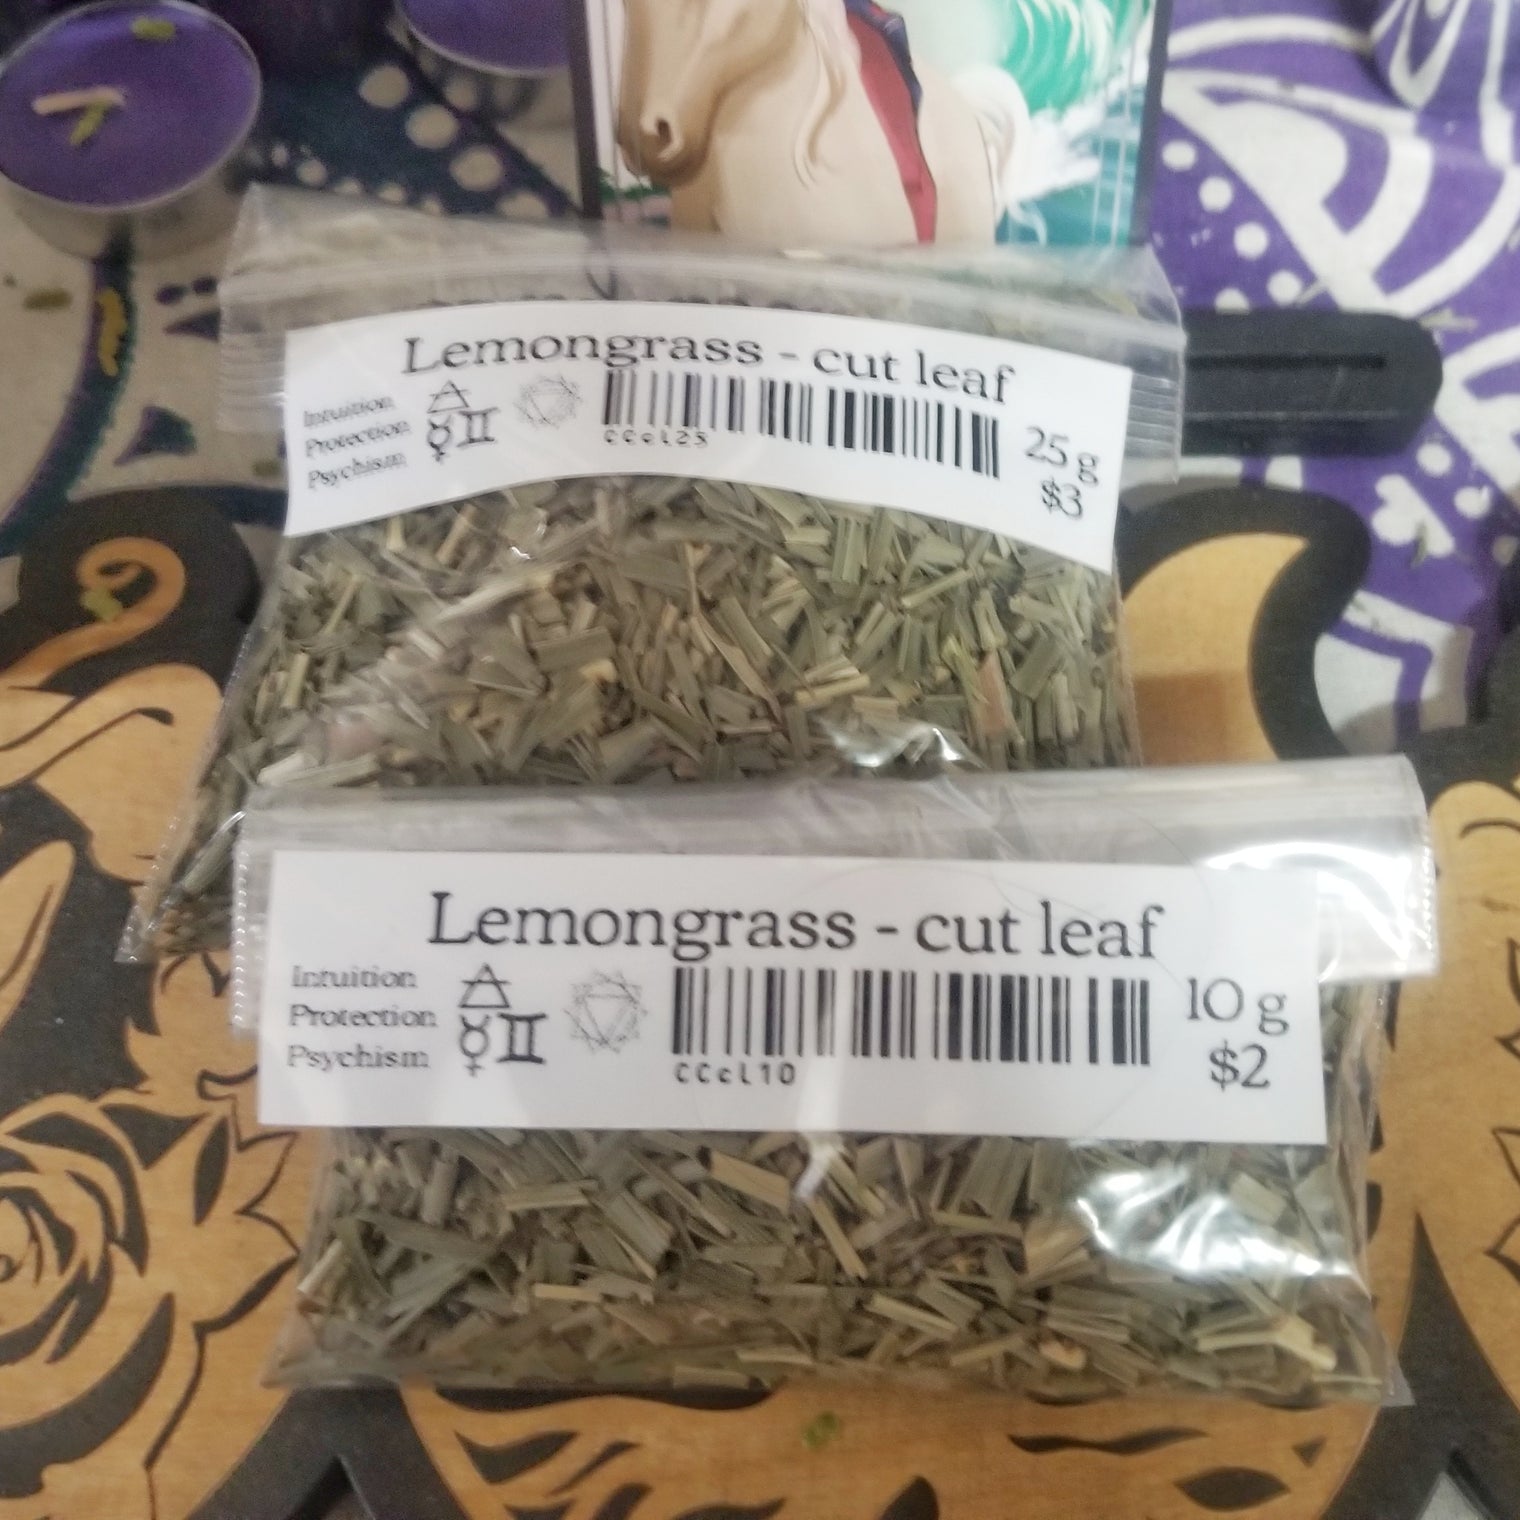 Lemongrass - cut leaf
Intuition
Protection
Psychism
CCcL25
25 g
$3
Lemongrass - cut leaf
Intuition
Protection
Psychism
CCcL10
10 g
$2